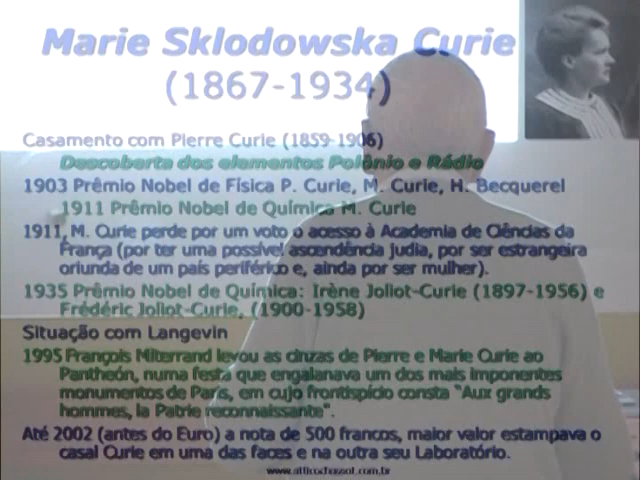 Marie Sklodowska Curie
(1867-1934)
Casamento com Pierre Curie (1859-1906)
Descoberta dos elementos Polônio e Rádio
1903 Prêmio Nobel de Física P. Curie, M. Curie, H. Becquerel
1911 Prêmio Nobel de Química M. Curie
1911, M. Curie perde por um voto o acesso à Academia de Ciências da
França (por ter uma possível ascendência judia, por ser estrangeira
oriunda de um país periférico e, ainda por ser mulher).
1935 Prêmio Nobel de Química: Irène Joliot-Curie (1897-1956) e
Frédéric Joliot-Curie, (1900-1958)
Situação com Langevin
1995 François Miterrand levou as cinzas de Pierre e Marie Curie ao
Pantheón, numa festa que engalanava um dos mais imponentes
monumentos de Paris, em cujo frontispício consta "Aux grands
hommes, la Patrie reconnaissante".
Até 2002 (antes do Euro) a nota de 500 francos, maior valor estampava o
casal Curie em uma das faces e na outra seu Laboratório.
www.atticochassot.com.br